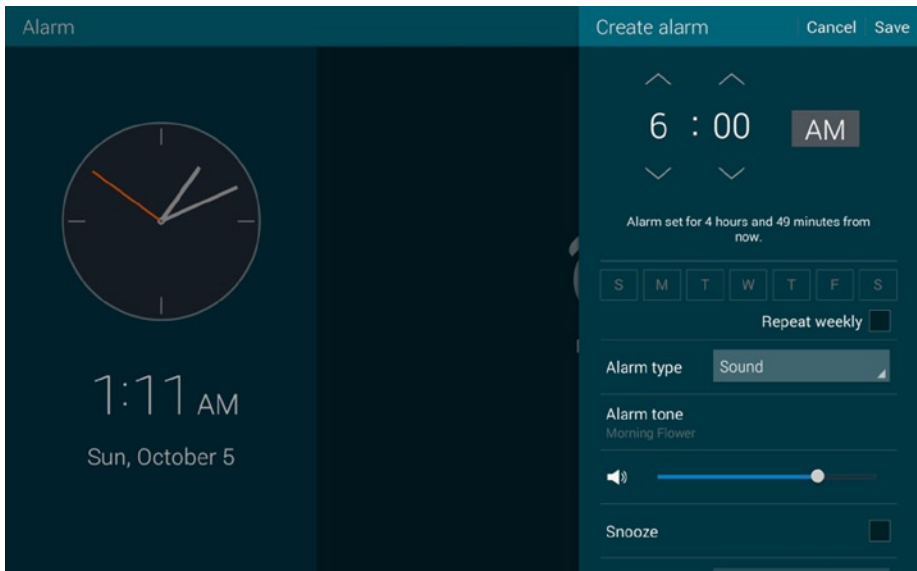 Alarm
Create alarm
Cancel
Save
6 : 00
AM
Alarm set for 4 hours and 49 minutes from
now.
S M T W T F S
Repeat weekly
Alarm type
Sound
Alarm tone
Morning Flower
Snooze
1:11 AM
Sun, October 5